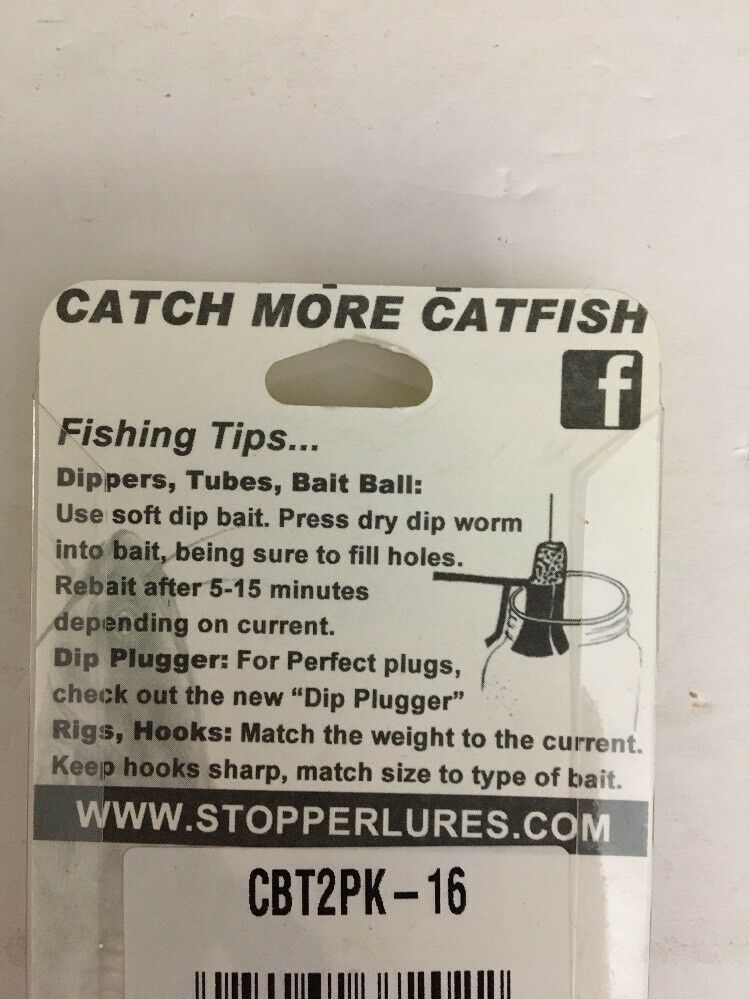 CATCH MORE CATFISH
f
Fishing Tips...
Dippers, Tubes, Bait Ball:
Use soft dip bait. Press dry dip worm
into bait, being sure to fill holes.
Rebait after 5-15 minutes
depending on current.
Dip Plugger: For Perfect plugs,
check out the new “Dip Plugger”
Rigs, Hooks: Match the weight to the current.
Keep hooks sharp, match size to type of bait.
WWW.STOPPERLURES.COM
CBT2PK-16